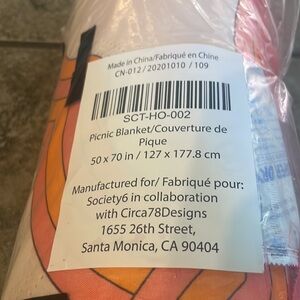 Made in China/Fabriqué en Chine
CN-012 / 20201010 / 109
SCT-HO-002
Picnic Blanket/Couverture de
Pique
50 x 70 in / 127 x 177.8 cm
Manufactured for/ Fabriqué pour:
Society6 in collaboration
with Circa78Designs
1655 26th Street,
Santa Monica, CA 90404